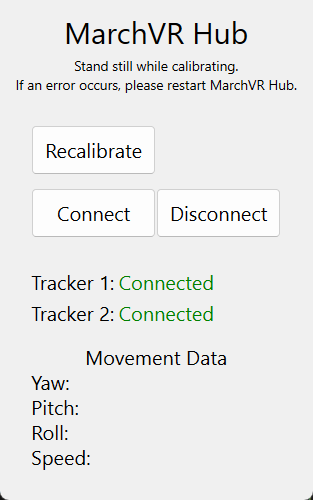 MarchVR Hub
Stand still while calibrating.
If an error occurs, please restart MarchVR Hub.
Recalibrate
Connect Disconnect
Tracker 1: Connected
Tracker 2: Connected
Movement Data
Yaw:
Pitch:
Roll:
Speed: